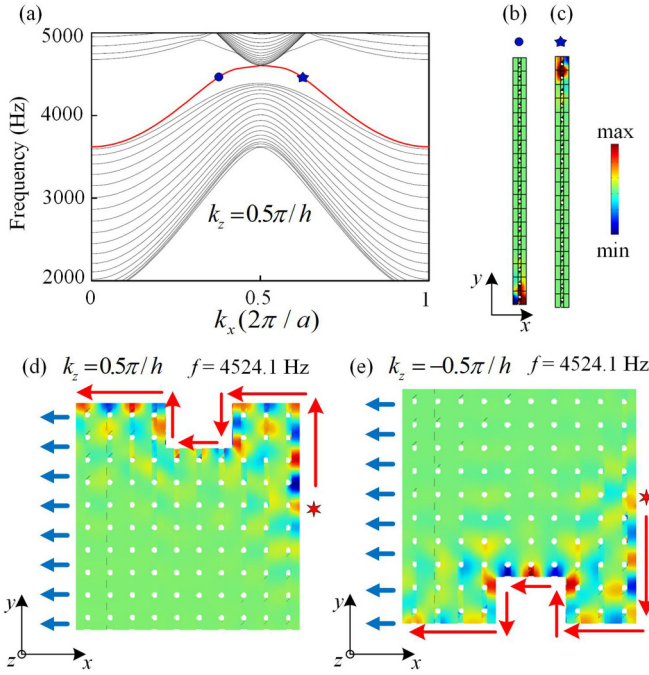 (a)
5000
4000
3000
2000
Frequency (Hz)
k_z = 0.5π/h
0
0.5
1
k_x (2π / a)
(b)
(c)
max
min
y
x
(d) k_z = 0.5π/h f = 4524.1 Hz
y
z
x
(e) k_z = −0.5π/h f = 4524.1 Hz
y
z
x